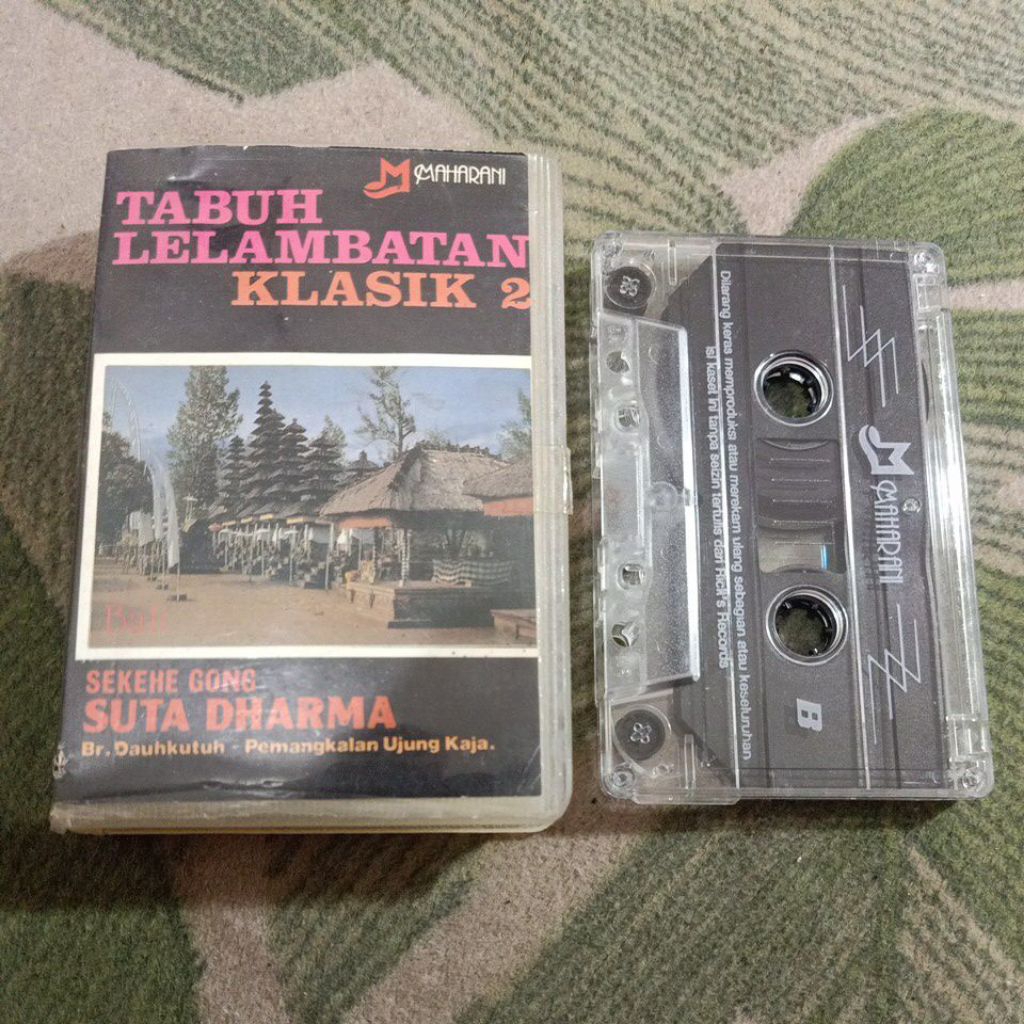 MAHARANI
TABUH
LELAMBATAN
KLASIK 2
Bali
SEKEHE GONG
SUTA DHARMA
Br. Dauhkutuh - Pemangkalan Ujung Kaja.
MAHARANI
B
Dilarang keras memproduksi atau merekam ulang sebagian atau keseluruhan
isi kaset ini tanpa seizin tertulis dari Rick's Records